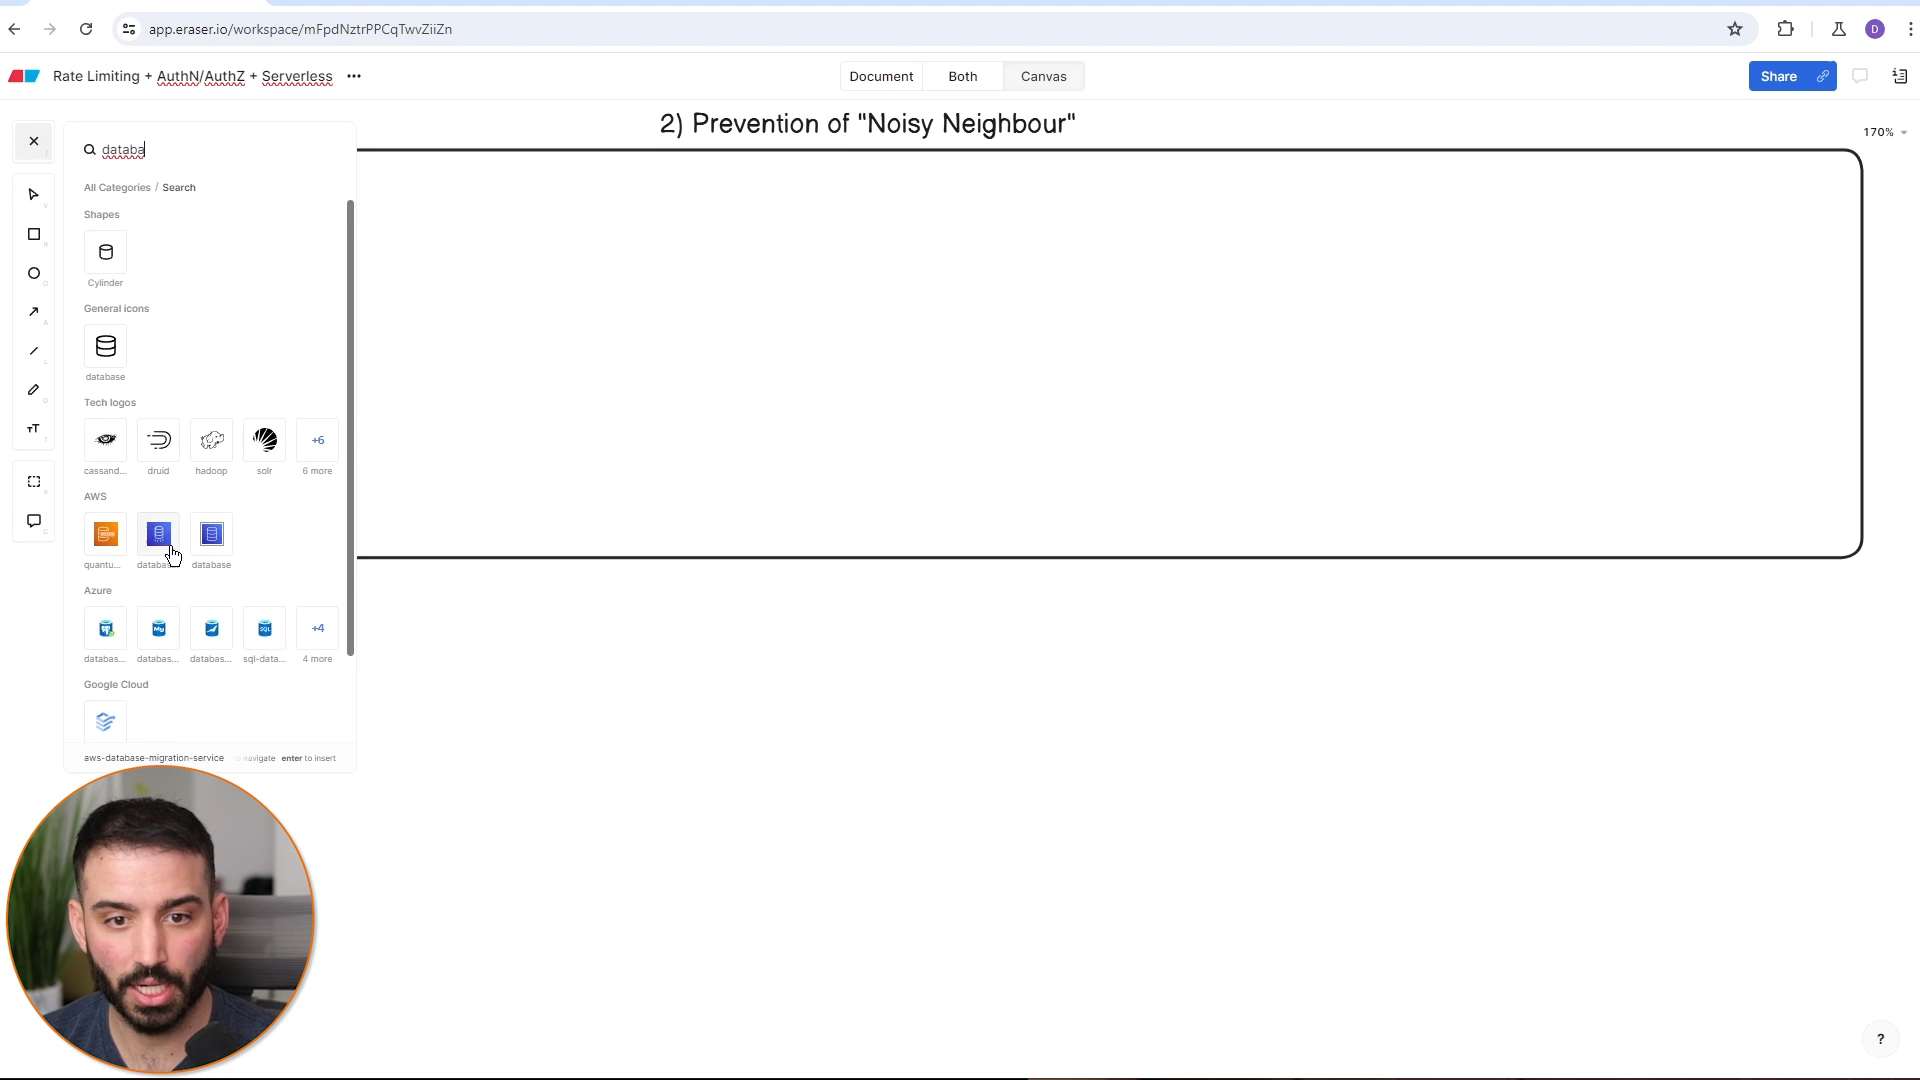 app.eraser.io/workspace/mFpdNztrPPCqTwvZiiZn
D
Rate Limiting + AuthN/AuthZ + Serverless
Document
Both
Canvas
Share
2) Prevention of "Noisy Neighbour"
170%
databa
All Categories / Search
Shapes
Cylinder
General icons
database
Tech logos
+6
cassand... druid hadoop solr 6 more
AWS
quantu... databas... database
Azure
My SQL +4
databas... databas... databas... sql-data... 4 more
Google Cloud
aws-database-migration-service navigate enter to insert
V
R
O
A
L
D
T
F
C
?